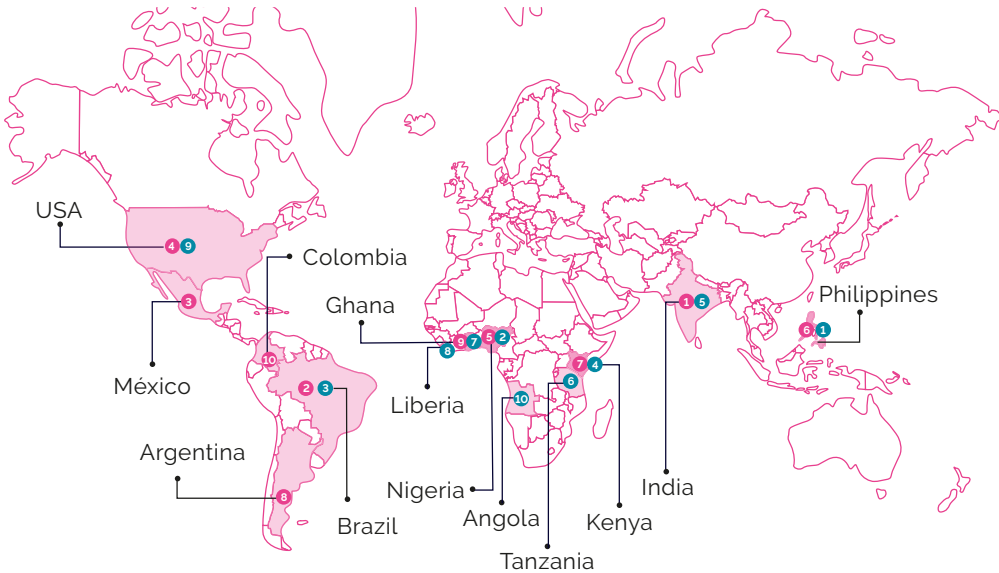 USA
4 9
Colombia
Philippines
Ghana
3
1 5
6 1
9 7 5 2
8
10
7 4
México
2 3
6
Liberia
10
Argentina
India
Nigeria
8
Angola
Kenya
Brazil
Tanzania